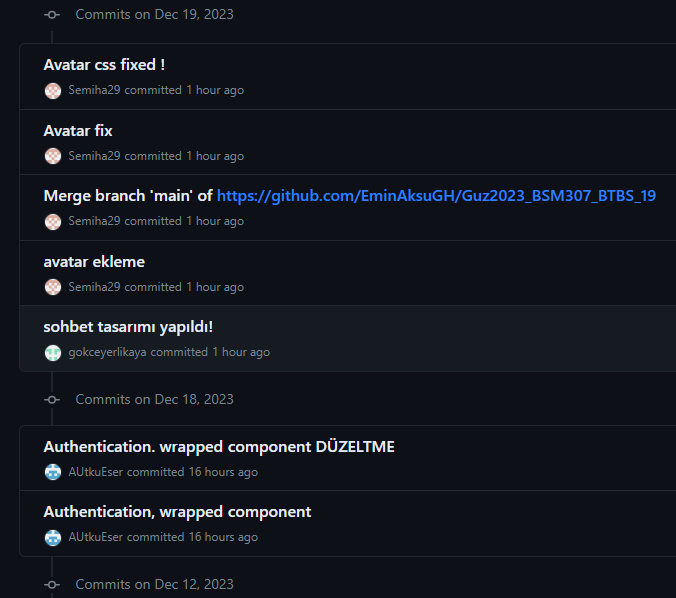 Commits on Dec 19, 2023
Avatar css fixed !
Semiha29 committed 1 hour ago
Avatar fix
Semiha29 committed 1 hour ago
Merge branch 'main' of https://github.com/EminAksuGH/Guz2023_BSM307_BTBS_19
Semiha29 committed 1 hour ago
avatar ekleme
Semiha29 committed 1 hour ago
sohbet tasarımı yapıldı!
gokceyerlikaya committed 1 hour ago
Commits on Dec 18, 2023
Authentication. wrapped component DÜZELTME
AUtkuEser committed 16 hours ago
Authentication, wrapped component
AUtkuEser committed 16 hours ago
Commits on Dec 12, 2023